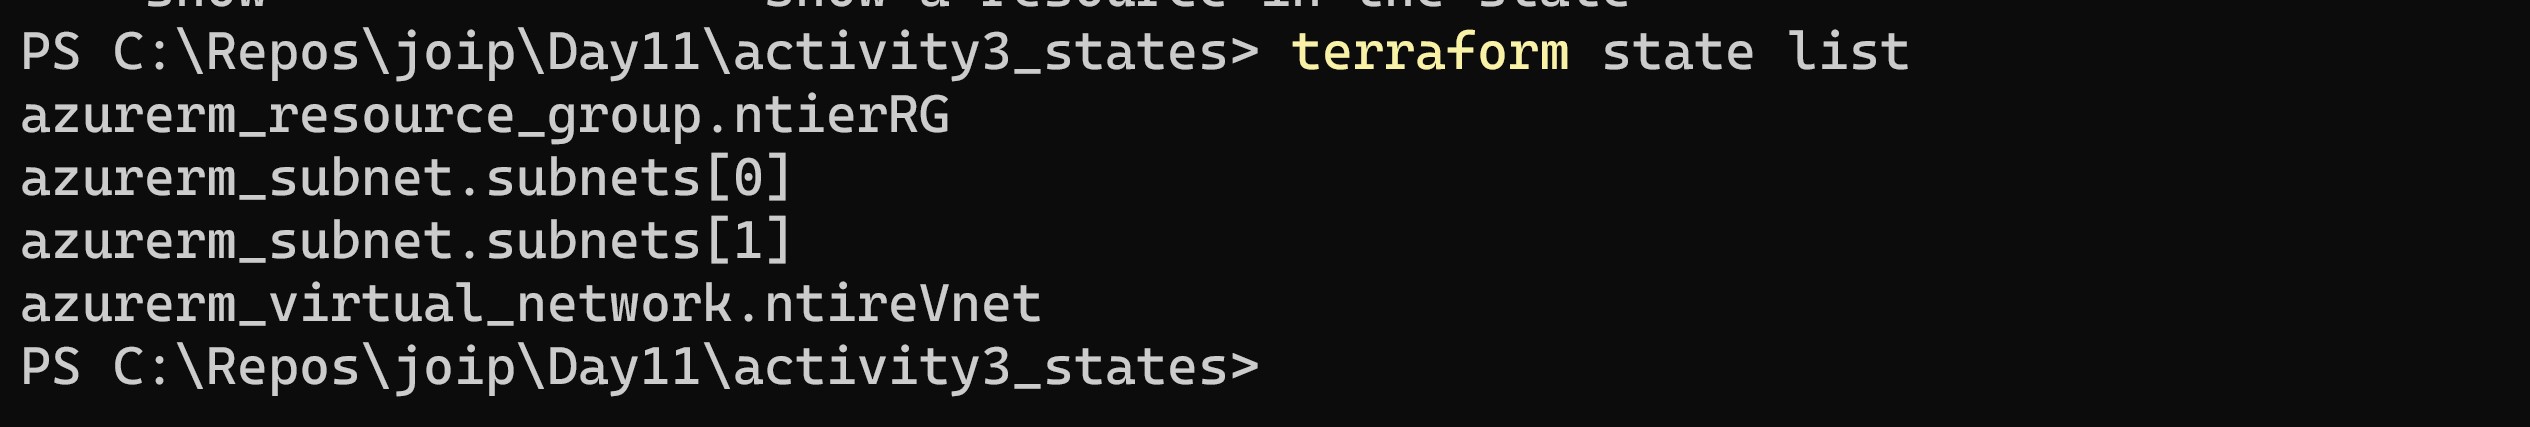 show                show a resource in the state
PS C:\Repos\joip\Day11\activity3_states> terraform state list
azurerm_resource_group.ntierRG
azurerm_subnet.subnets[0]
azurerm_subnet.subnets[1]
azurerm_virtual_network.ntireVnet
PS C:\Repos\joip\Day11\activity3_states>